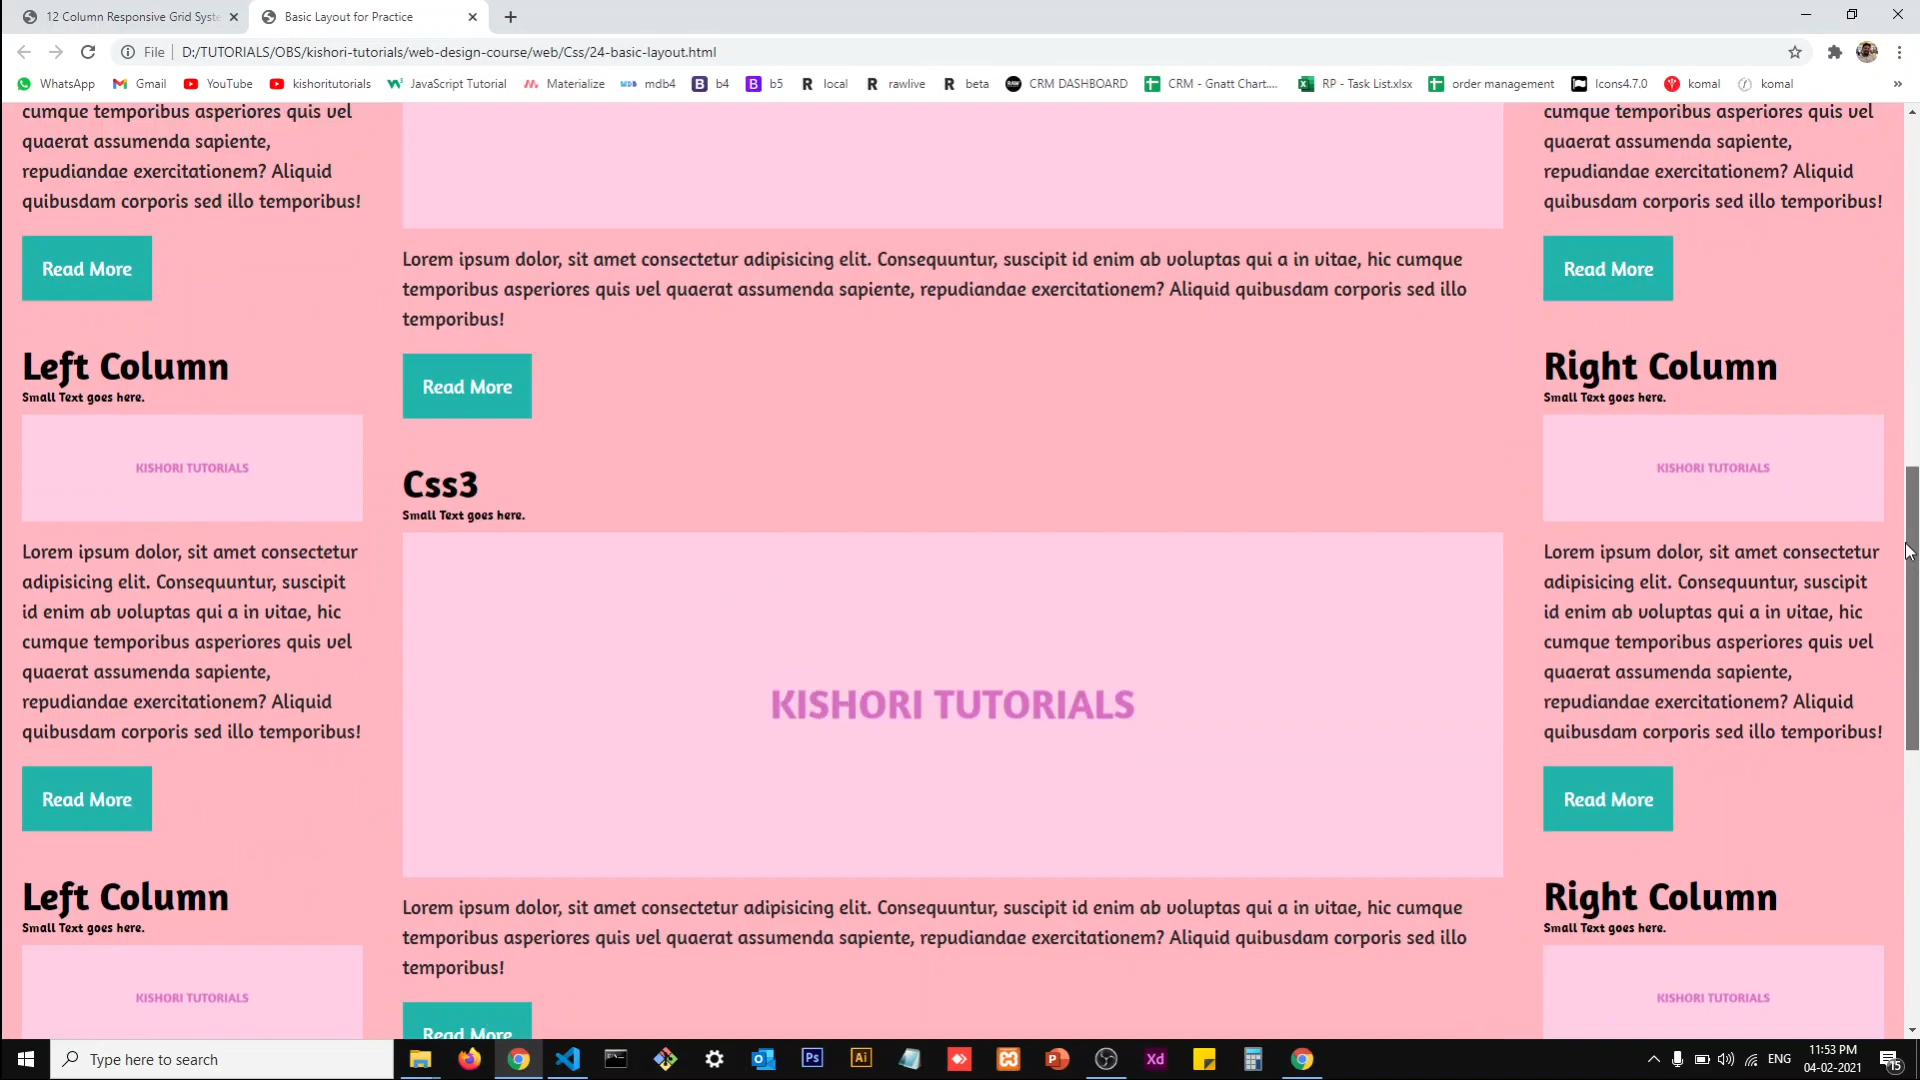 12 Column Responsive Grid Syste
Basic Layout for Practice
File
D:/TUTORIALS/OBS/kishori-tutorials/web-design-course/web/Css/24-basic-layout.html
WhatsApp
Gmail
YouTube
kishoritutorials
JavaScript Tutorial
Materialize
mdb4
b4
b5
local
rawlive
beta
CRM DASHBOARD
CRM - Gnatt Chart....
RP - Task List.xlsx
order management
Icons4.7.0
komal
komal
cumque temporibus asperiores quis vel
quaerat assumenda sapiente,
repudiandae exercitationem? Aliquid
quibusdam corporis sed illo temporibus!
Read More
Left Column
Small Text goes here.
KISHORI TUTORIALS
Lorem ipsum dolor, sit amet consectetur
adipisicing elit. Consequuntur, suscipit
id enim ab voluptas qui a in vitae, hic
cumque temporibus asperiores quis vel
quaerat assumenda sapiente,
repudiandae exercitationem? Aliquid
quibusdam corporis sed illo temporibus!
Read More
Left Column
Small Text goes here.
KISHORI TUTORIALS
Lorem ipsum dolor, sit amet consectetur adipisicing elit. Consequuntur, suscipit id enim ab voluptas qui a in vitae, hic cumque
temporibus asperiores quis vel quaerat assumenda sapiente, repudiandae exercitationem? Aliquid quibusdam corporis sed illo
temporibus!
Read More
Css3
Small Text goes here.
KISHORI TUTORIALS
Lorem ipsum dolor, sit amet consectetur adipisicing elit. Consequuntur, suscipit id enim ab voluptas qui a in vitae, hic cumque
temporibus asperiores quis vel quaerat assumenda sapiente, repudiandae exercitationem? Aliquid quibusdam corporis sed illo
temporibus!
Read More
cumque temporibus asperiores quis vel
quaerat assumenda sapiente,
repudiandae exercitationem? Aliquid
quibusdam corporis sed illo temporibus!
Read More
Right Column
Small Text goes here.
KISHORI TUTORIALS
Lorem ipsum dolor, sit amet consectetur
adipisicing elit. Consequuntur, suscipit
id enim ab voluptas qui a in vitae, hic
cumque temporibus asperiores quis vel
quaerat assumenda sapiente,
repudiandae exercitationem? Aliquid
quibusdam corporis sed illo temporibus!
Read More
Right Column
Small Text goes here.
KISHORI TUTORIALS
Type here to search
Ps
Ai
Xd
ENG
11:53 PM
04-02-2021
15